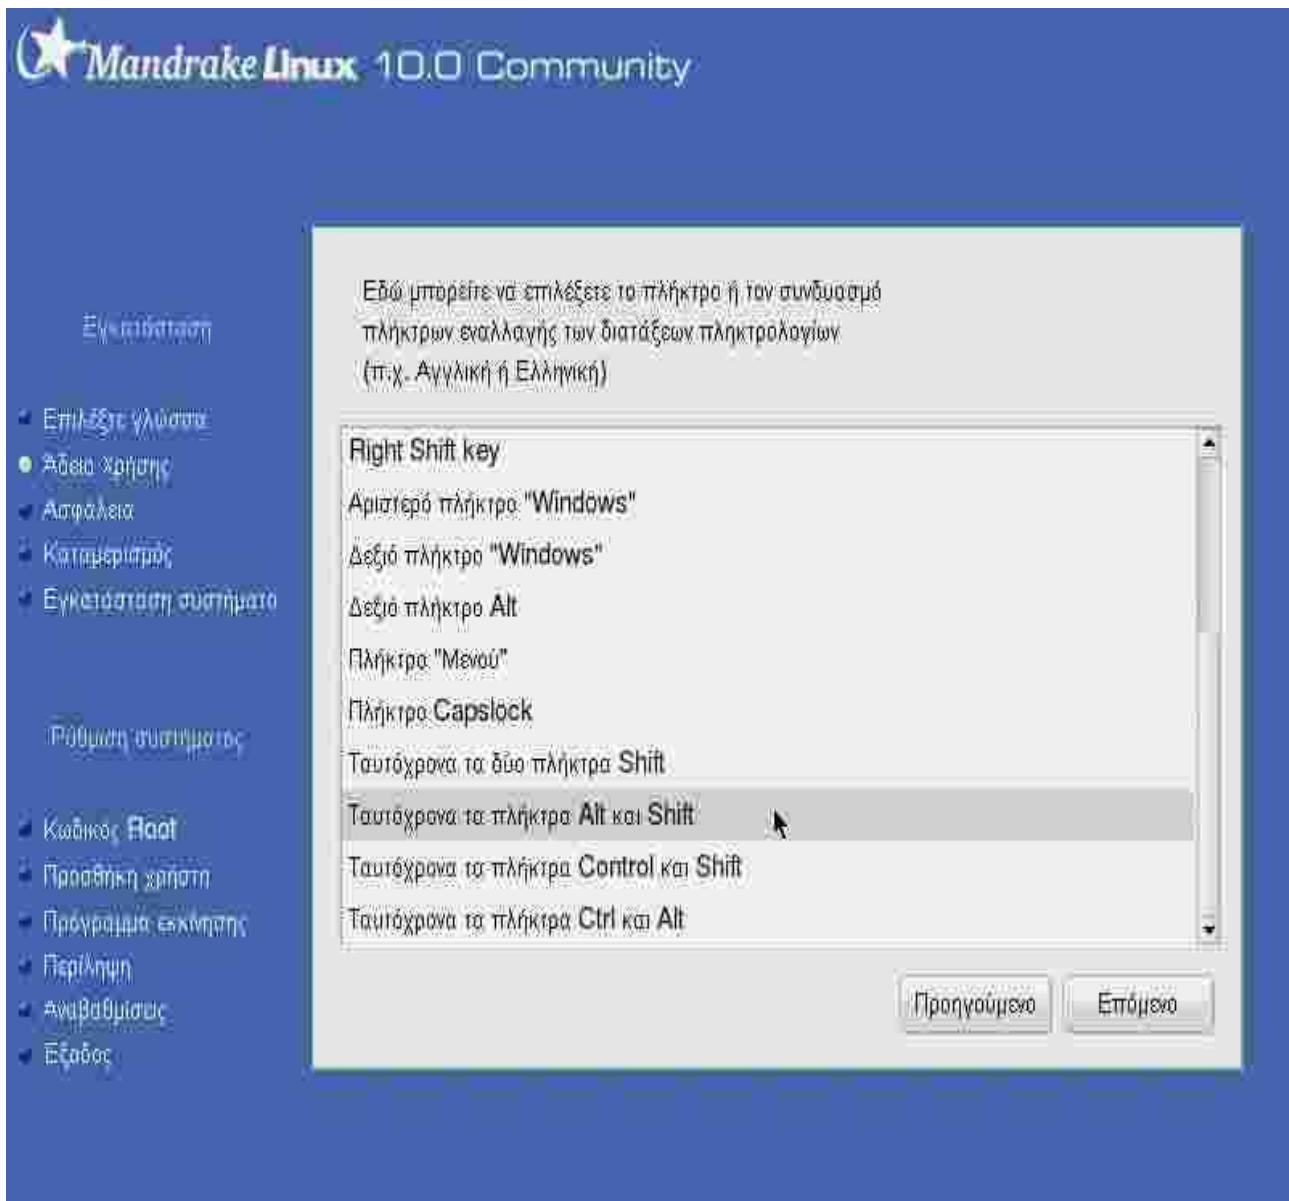 Mandrake Linux 10.0 Community
Εγκατάσταση
Επιλέξτε γλώσσα
Άδεια χρήσης
Ασφάλεια
Καταμερισμός
Εγκατάσταση συστήματο
Ρύθμιση συστήματος
Κωδικός Root
Προσθήκη χρήστη
Πρόγραμμα εκκίνησης
Περίληψη
Αναβαθμίσεις
Έξοδος
Εδώ μπορείτε να επιλέξετε το πλήκτρο ή τον συνδυασμό
πλήκτρων εναλλαγής των διατάξεων πληκτρολογίων
(π.χ. Αγγλική ή Ελληνική)
Right Shift key
Αριστερό πλήκτρο "Windows"
Δεξιό πλήκτρο "Windows"
Δεξιό πλήκτρο Alt
Πλήκτρο "Μενού"
Πλήκτρο Capslock
Ταυτόχρονα τα δύο πλήκτρα Shift
Ταυτόχρονα τα πλήκτρα Alt και Shift
Ταυτόχρονα τα πλήκτρα Control και Shift
Ταυτόχρονα τα πλήκτρα Ctrl και Alt
Προηγούμενο
Επόμενο